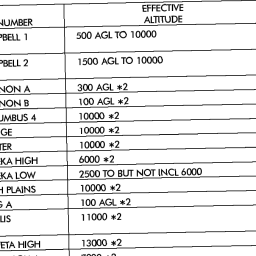 EFFECTIVE
NUMBER ALTITUDE
PBELL 1 500 AGL TO 10000
PBELL 2 1500 AGL TO 10000
NON A 300 AGL *2
NON B 100 AGL *2
UMBUS 4 10000 *2
GE 10000 *2
TER 10000 *2
KA HIGH 6000 *2
KA LOW 2500 TO BUT NOT INCL 6000
H PLAINS 10000 *2
G A 100 AGL *2
LIS 11000 *2
ETA HIGH 13000 *2